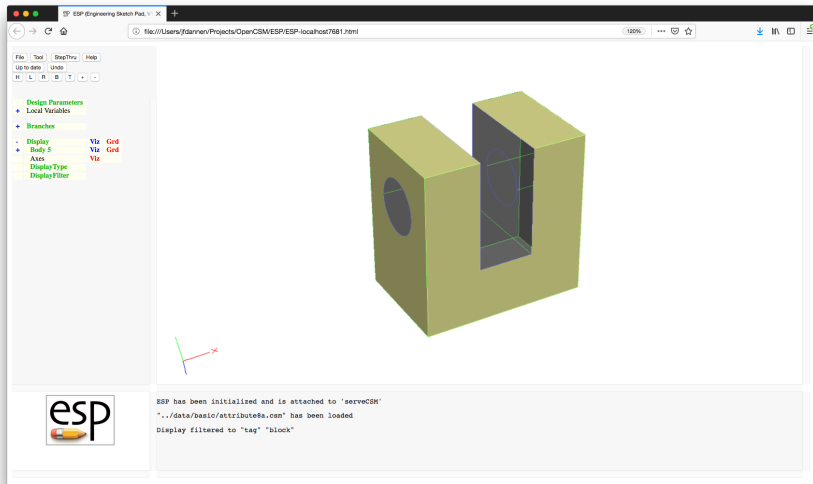 ESP (Engineering Sketch Pad, V
file:///Users/jfdannen/Projects/OpenCSM/ESP/ESP-localhost7681.html
120%
File Tool StepThru Help
Up to date Undo
H L R B T + -
Design Parameters
+ Local Variables
+ Branches
- Display Viz Grd
+ Body 5 Viz Grd
Axes Viz
DisplayType
DisplayFilter
x
esp
ESP has been initialized and is attached to 'serveCSM'
"../data/basic/attribute8a.csm" has been loaded
Display filtered to "tag" "block"